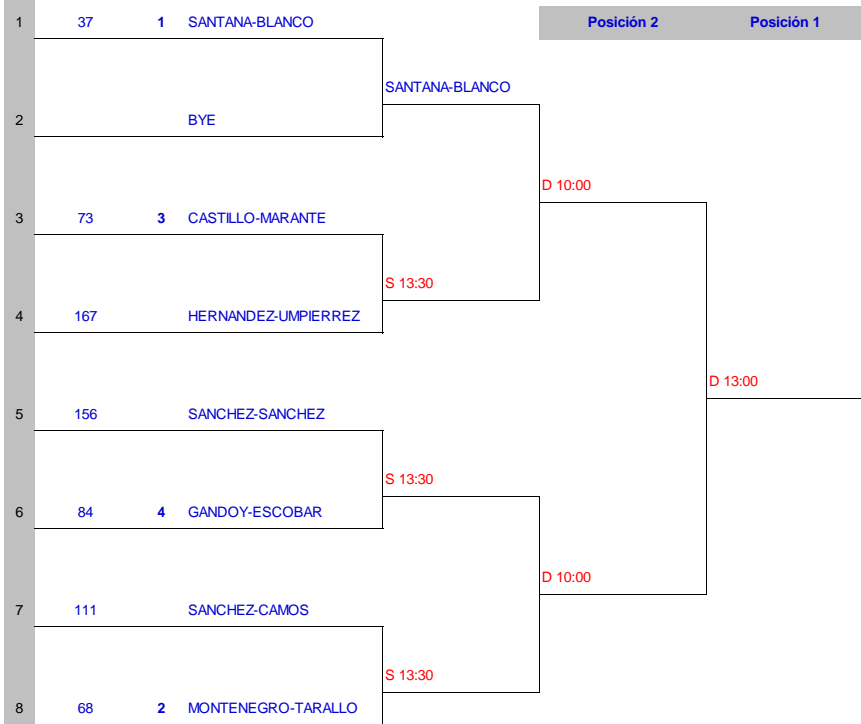 1 37 1 SANTANA-BLANCO Posición 2 Posición 1
SANTANA-BLANCO
2 BYE
D 10:00
3 73 3 CASTILLO-MARANTE
S 13:30
4 167 HERNANDEZ-UMPIERREZ
D 13:00
5 156 SANCHEZ-SANCHEZ
S 13:30
6 84 4 GANDOY-ESCOBAR
D 10:00
7 111 SANCHEZ-CAMOS
S 13:30
8 68 2 MONTENEGRO-TARALLO